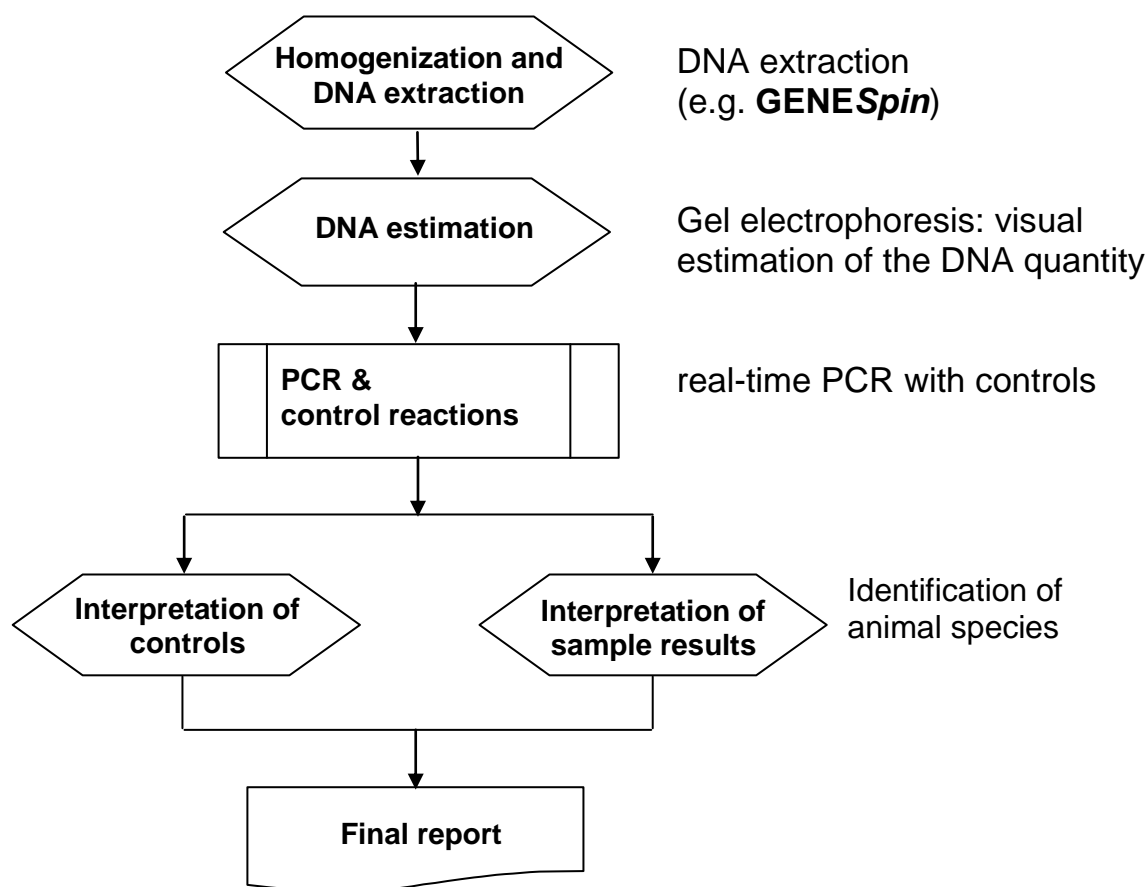 Homogenization and
DNA extraction
DNA extraction
(e.g. GENESpin)
DNA estimation
Gel electrophoresis: visual
estimation of the DNA quantity
PCR &
control reactions
real-time PCR with controls
Interpretation of
controls
Interpretation of
sample results
Identification of
animal species
Final report